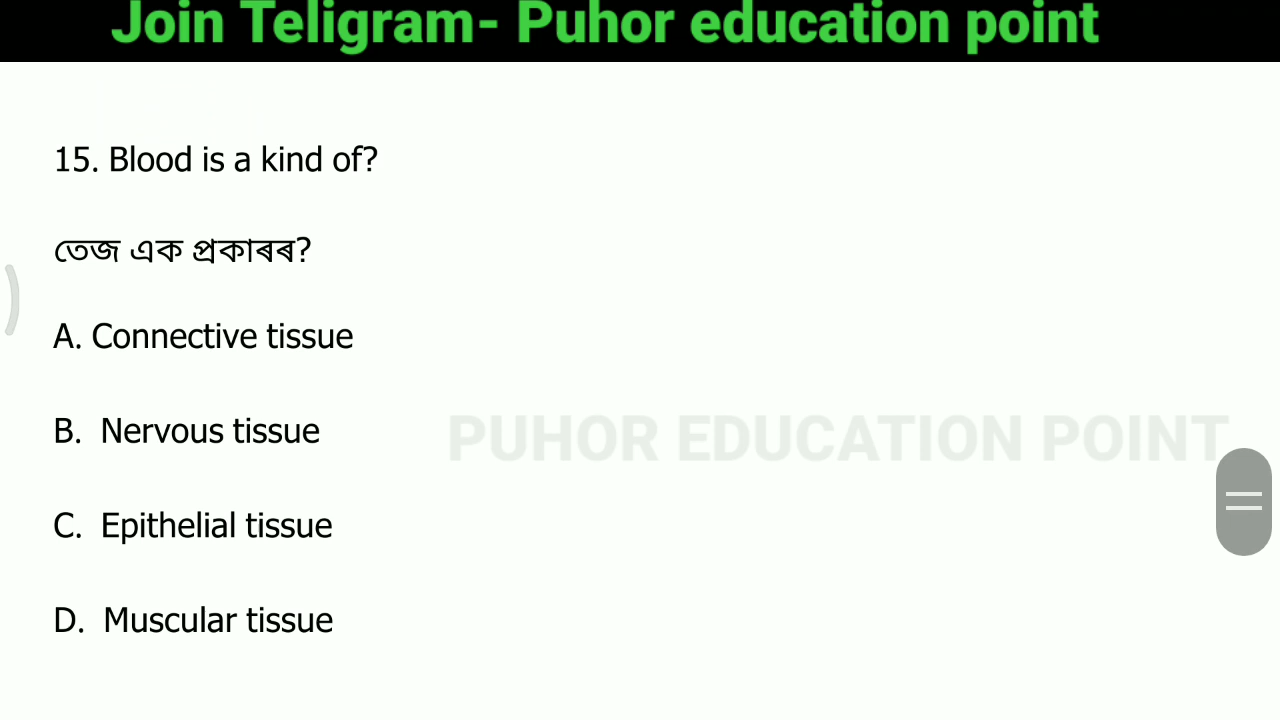 Join Teligram- Puhor education point
15. Blood is a kind of?
তেজ এক প্ৰকাৰৰ?
A. Connective tissue
B. Nervous tissue
PUHOR EDUCATION POINT
C. Epithelial tissue
D. Muscular tissue